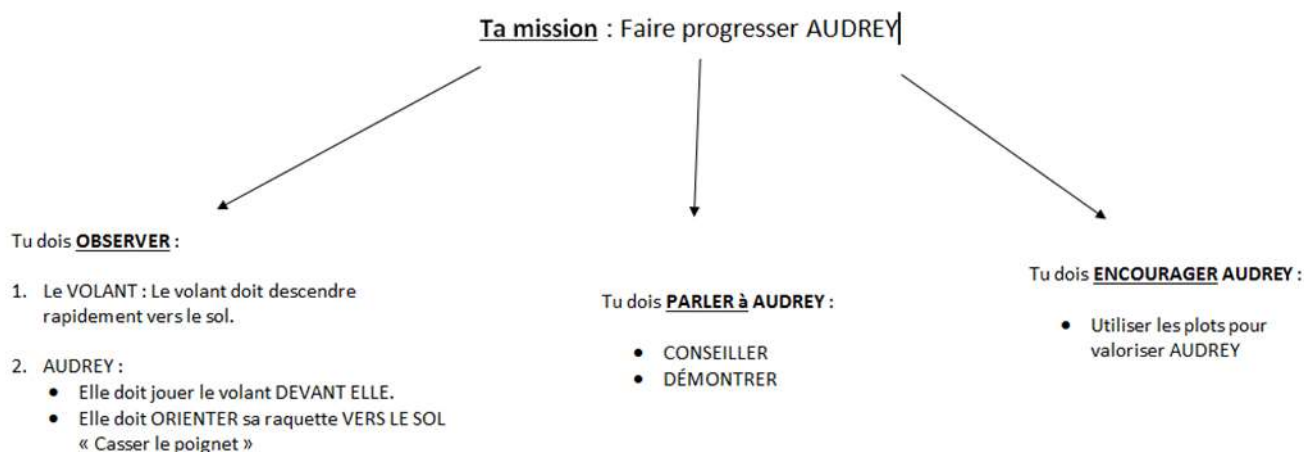 Ta mission : Faire progresser AUDREY
Tu dois OBSERVER :
1. Le VOLANT : Le volant doit descendre
rapidement vers le sol.
2. AUDREY :
• Elle doit jouer le volant DEVANT ELLE.
• Elle doit ORIENTER sa raquette VERS LE SOL
« Casser le poignet »
Tu dois PARLER à AUDREY :
• CONSEILLER
• DÉMONTRER
Tu dois ENCOURAGER AUDREY :
• Utiliser les plots pour
valoriser AUDREY